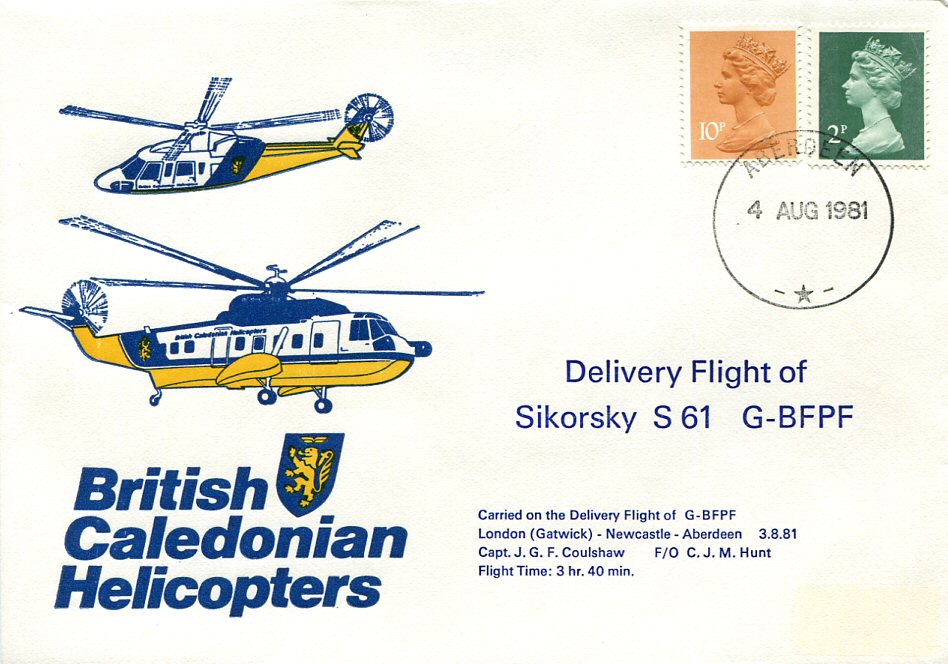 10P
2P
ABERDEEN
4 AUG 1981
British Caledonian Helicopters
Delivery Flight of
Sikorsky S 61 G-BFPF
British
Caledonian
Helicopters
Carried on the Delivery Flight of G-BFPF
London (Gatwick) - Newcastle - Aberdeen 3.8.81
Capt. J. G. F. Coulshaw F/O C. J. M. Hunt
Flight Time: 3 hr. 40 min.